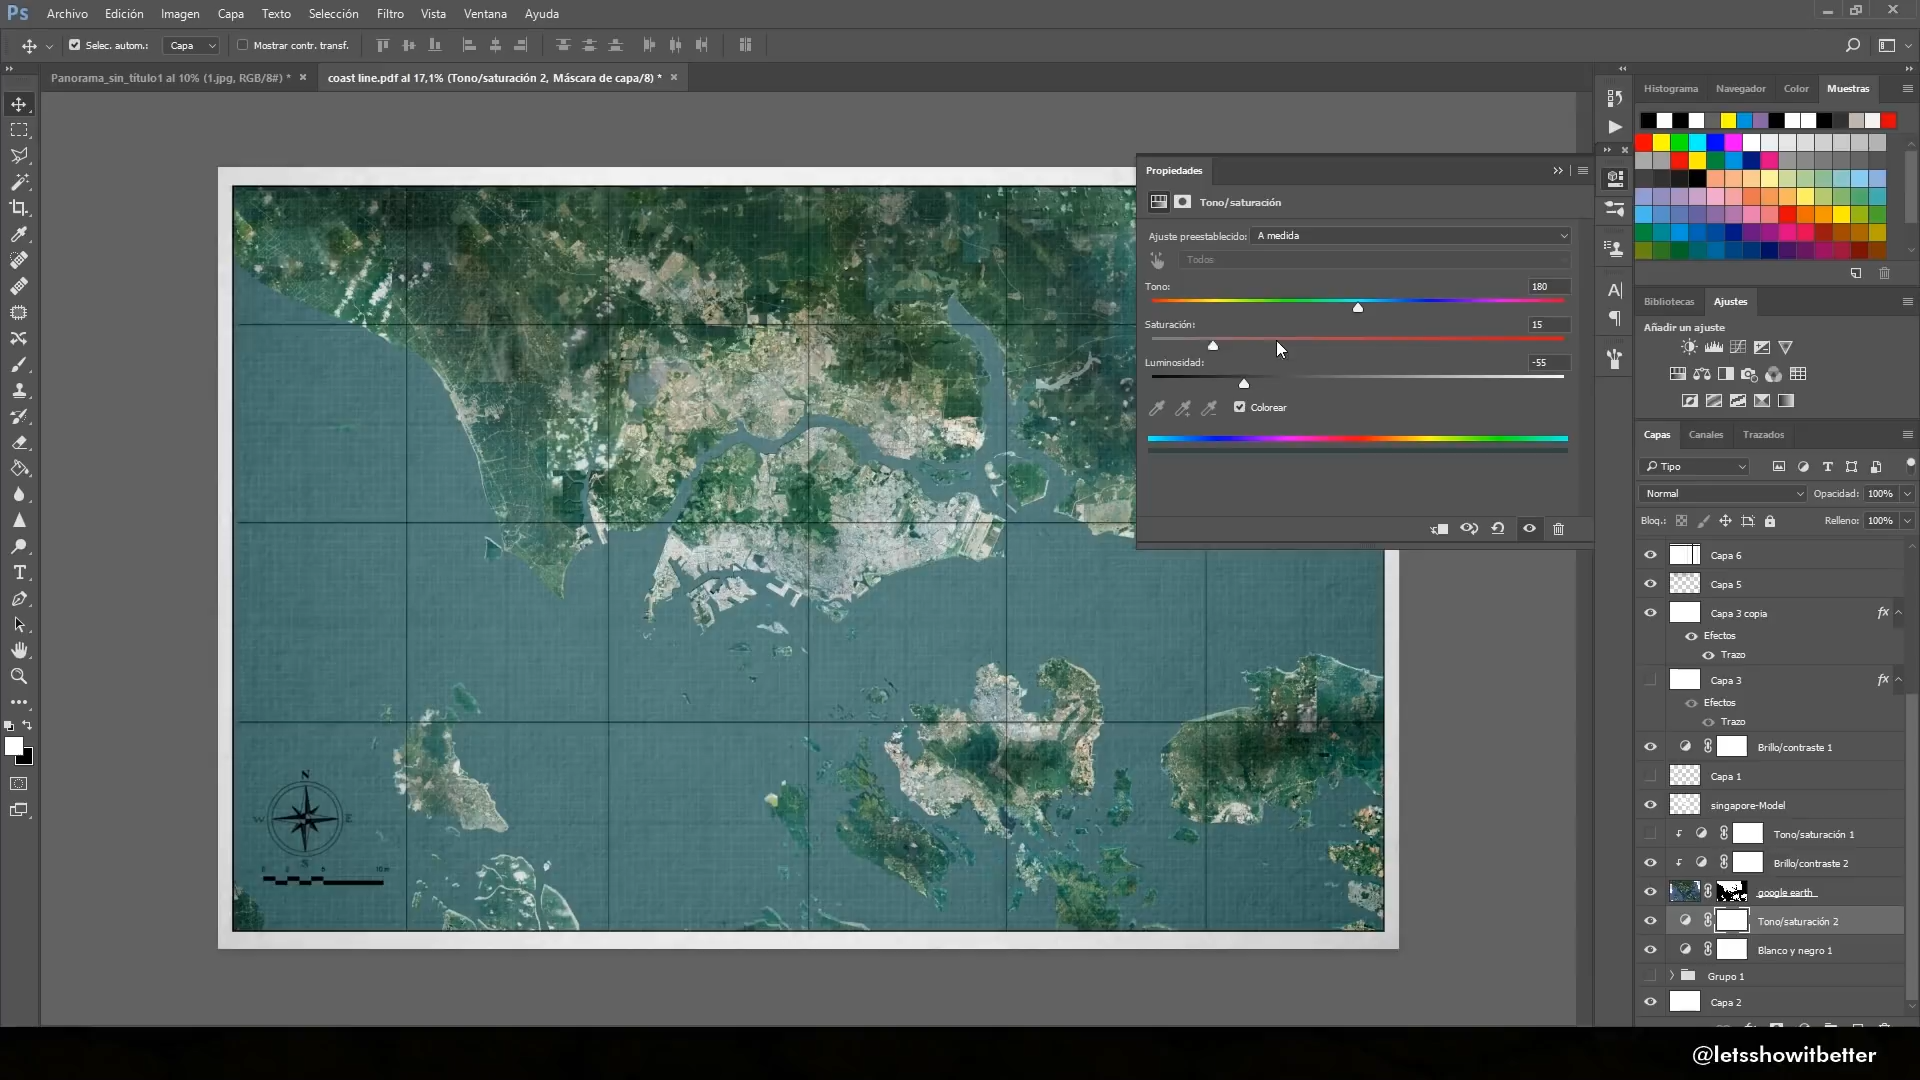 Ps Archivo Edición Imagen Capa Texto Selección Filtro Vista Ventana Ayuda
Selec. autom.: Capa Mostrar contr. transf.
Panorama_sin_título1 al 10% (1.jpg, RGB/8#) *
coast line.pdf al 17,1% (Tono/saturación 2, Máscara de capa/8) *
Histograma Navegador Color Muestras
Propiedades
Tono/saturación
Ajuste preestablecido: A medida
Todos
Tono: 180
Saturación: 15
Luminosidad: -55
Colorear
Bibliotecas Ajustes
Añadir un ajuste
Capas Canales Trazados
Tipo
Normal Opacidad: 100%
Bloq.: Relleno: 100%
Capa 6
Capa 5
Capa 3 copia fx
Efectos
Trazo
Capa 3 fx
Efectos
Trazo
Brillo/contraste 1
Capa 1
singapore-Model
Tono/saturación 1
Brillo/contraste 2
google earth
Tono/saturación 2
Blanco y negro 1
Grupo 1
Capa 2
N
W E
S
@letsshowitbetter